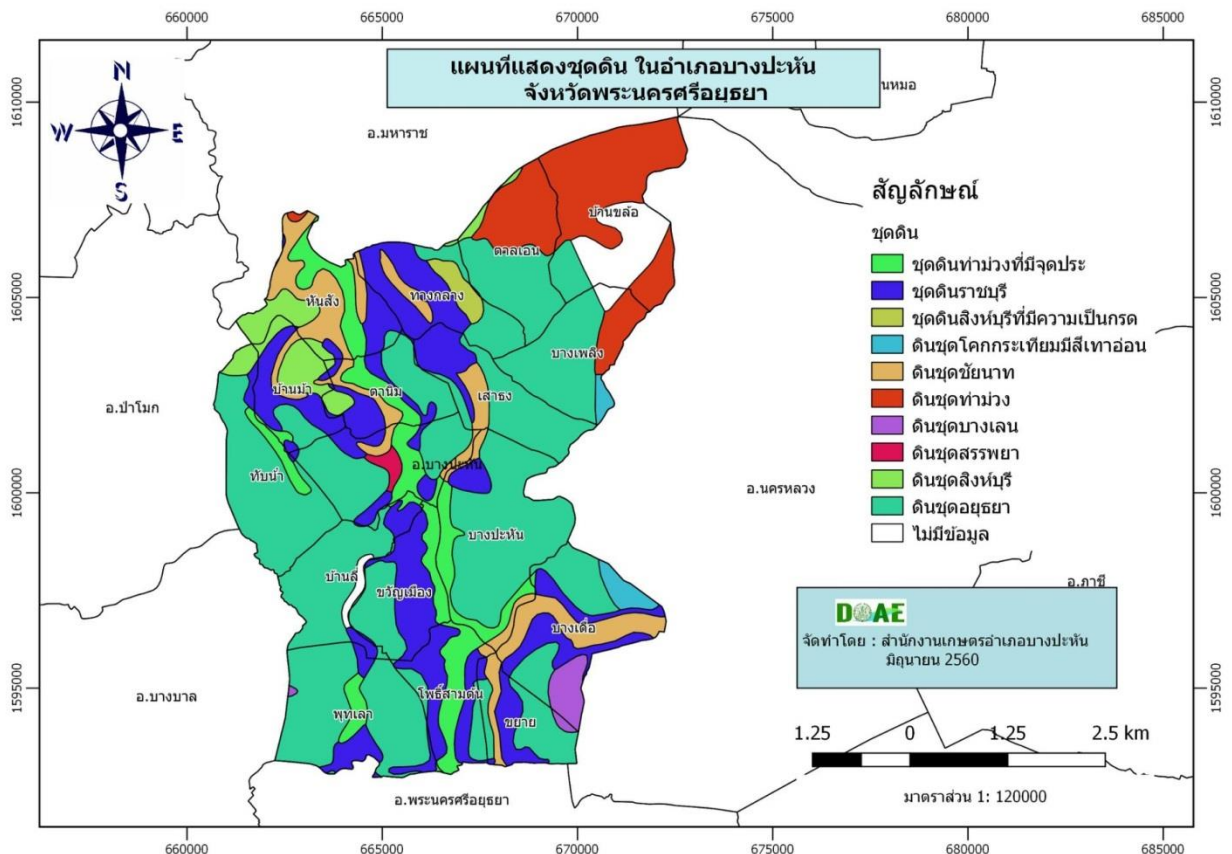 660000 665000 670000 675000 680000 685000
แผนที่แสดงชุดดิน ในอำเภอบางปะหัน
จังหวัดพระนครศรีอยุธยา
นหมอ
1610000 1610000
N
W E
S
อ.มหาราช
สัญลักษณ์
ชุดดิน
ชุดดินท่าม่วงที่มีจุดประ
ชุดดินราชบุรี
ชุดดินสิงห์บุรีที่มีความเป็นกรด
ดินชุดโคกกระเทียมมีสีเทาอ่อน
ดินชุดชัยนาท
ดินชุดท่าม่วง
ดินชุดบางเลน
ดินชุดสรรพยา
ดินชุดสิงห์บุรี
ดินชุดอยุธยา
ไม่มีข้อมูล
บ้านขล้อ
ตาลเอน
ทางกลาง
หันสัง
1605000 1605000
บางเพลิง
บ้านม้า
ตานิม
เสาธง
อ.ป่าโมก
อ.บางปะหัน
ทับน้ำ
อ.นครหลวง
1600000 1600000
บางปะหัน
บ้านลี่
ขวัญเมือง
อ.ภาชี
บางเดื่อ
DOAE
จัดทำโดย : สำนักงานเกษตรอำเภอบางปะหัน
มิถุนายน 2560
1595000 1595000
อ.บางบาล
พุทเลา
โพธิ์สามต้น
ขยาย
1.25 0 1.25 2.5 km
มาตราส่วน 1: 120000
อ.พระนครศรีอยุธยา
660000 665000 670000 675000 680000 685000